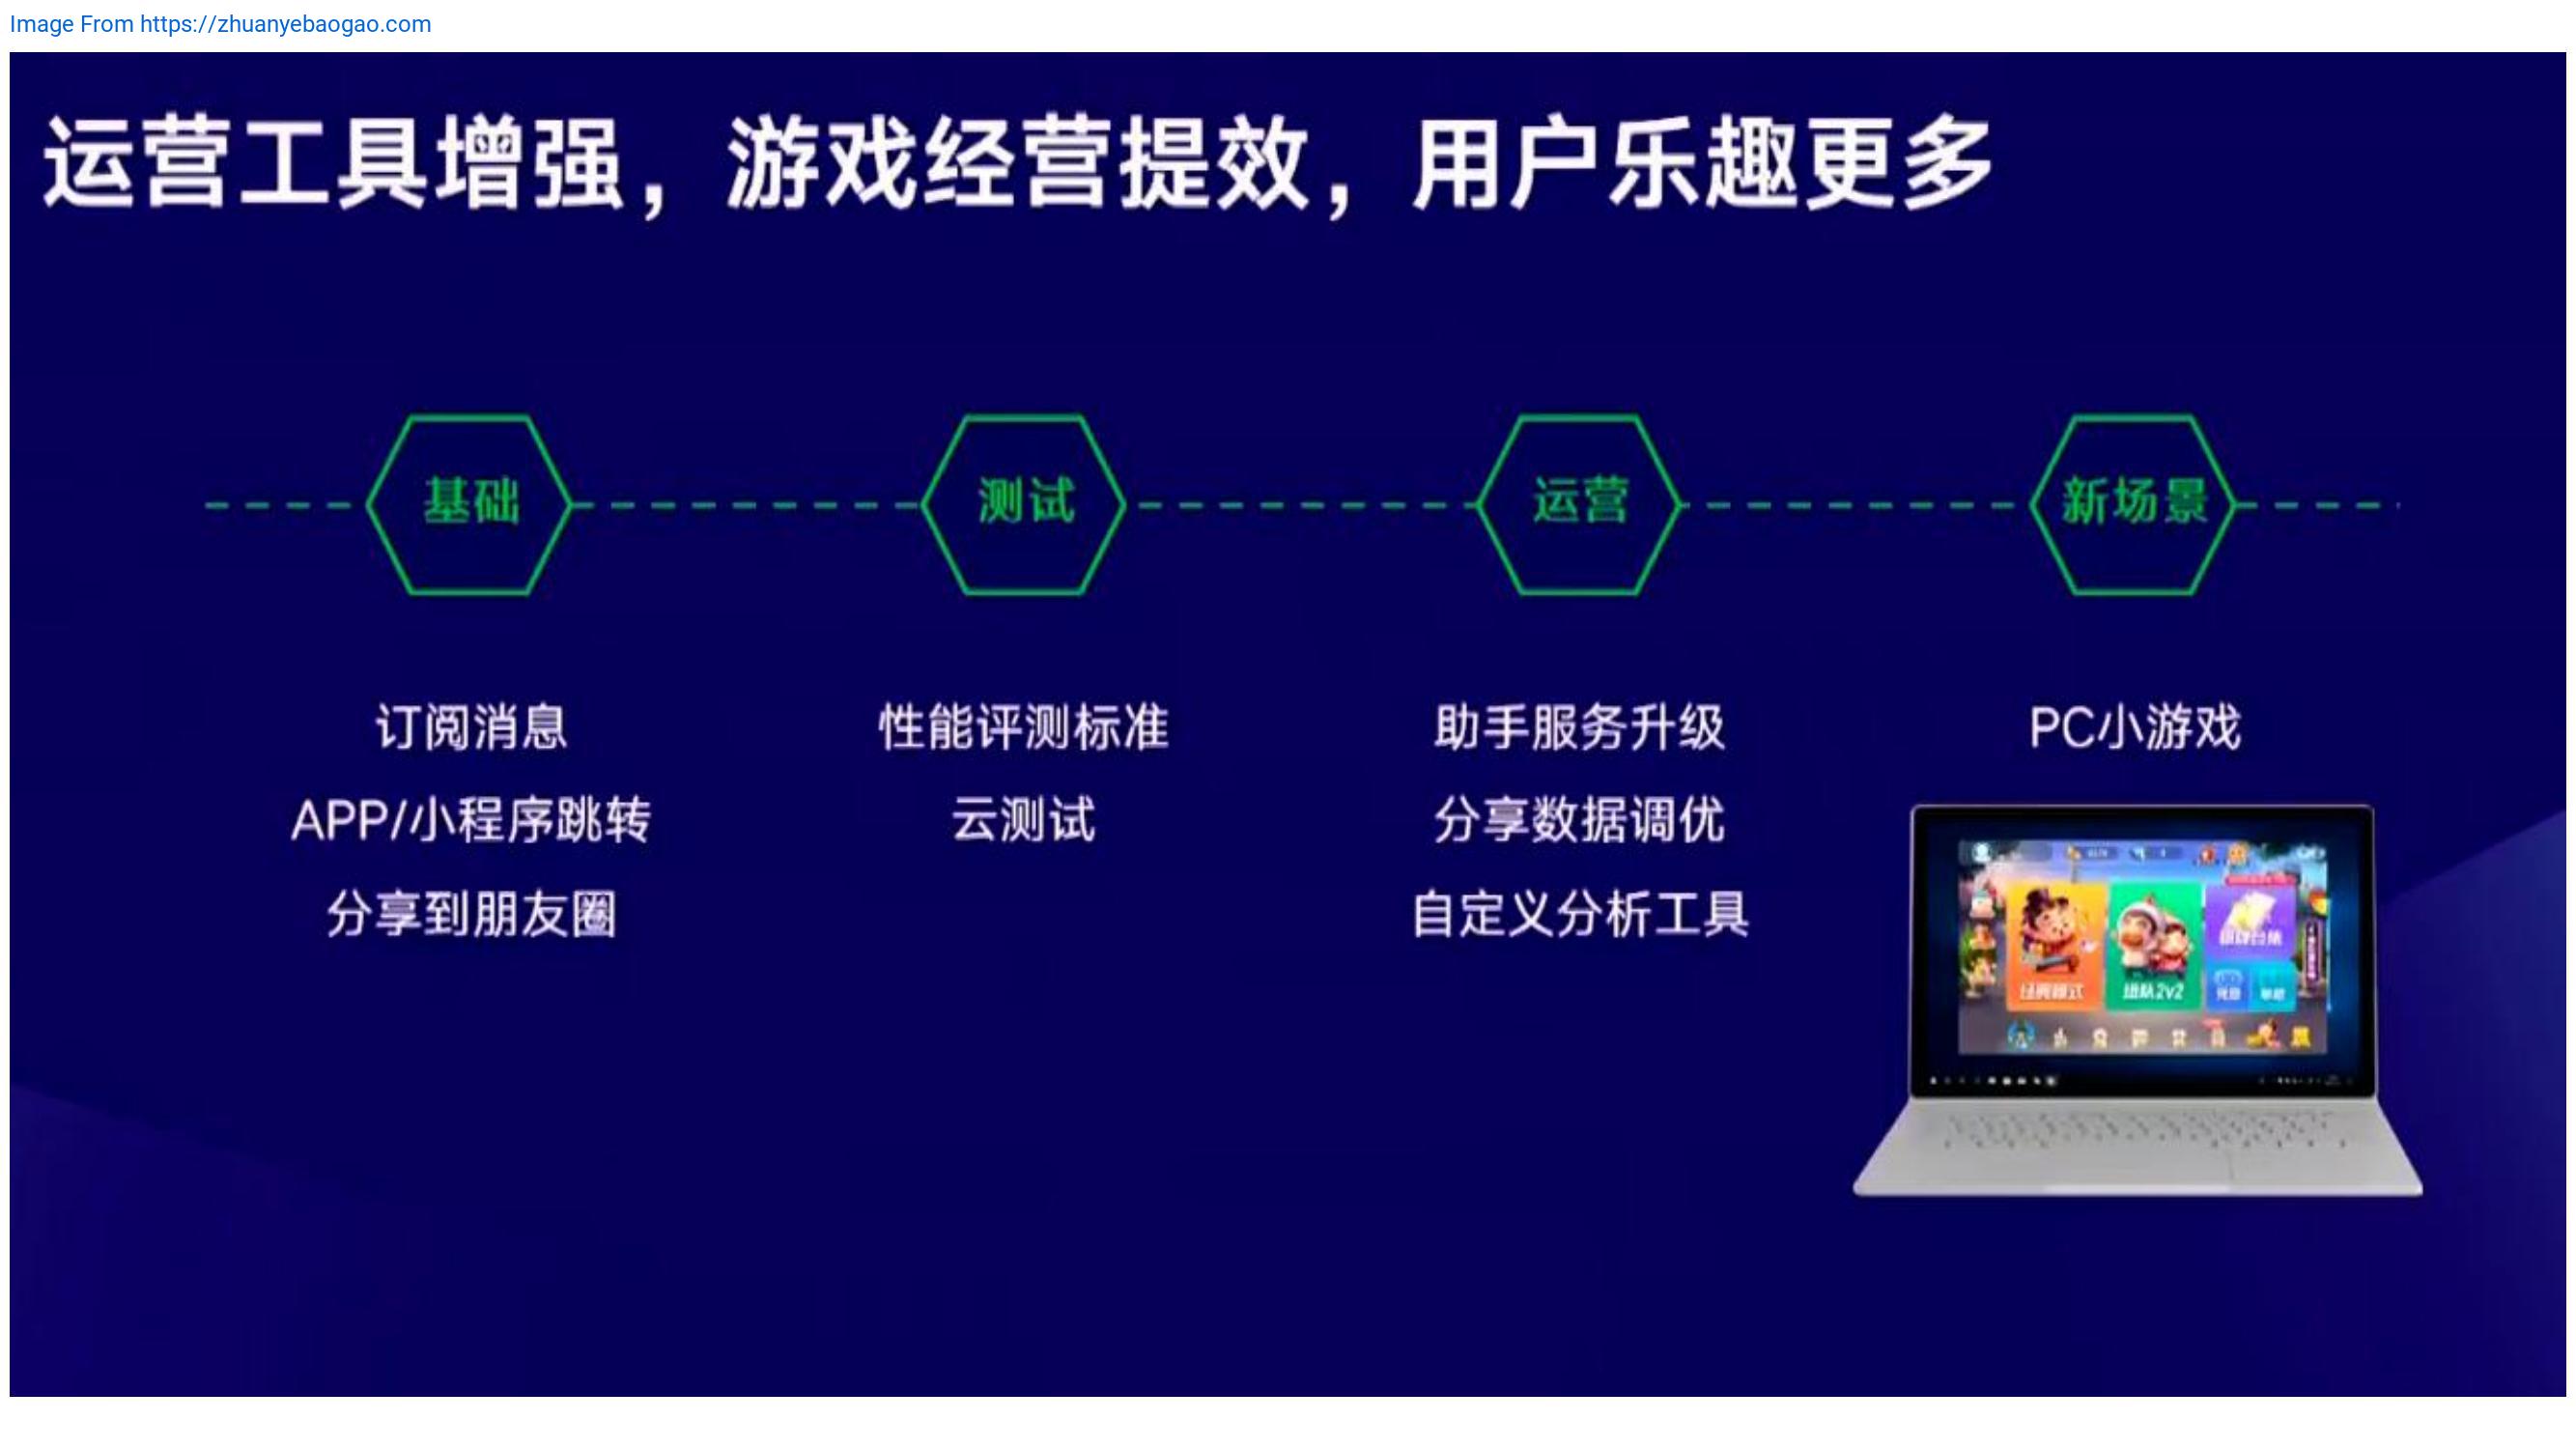 Image From https://zhuanyebaogao.com
运营工具增强，游戏经营提效，用户乐趣更多
基础
测试
运营
新场景
订阅消息
性能评测标准
助手服务升级
PC小游戏
APP/小程序跳转
云测试
分享数据调优
分享到朋友圈
自定义分析工具
经典模式
组队2v2